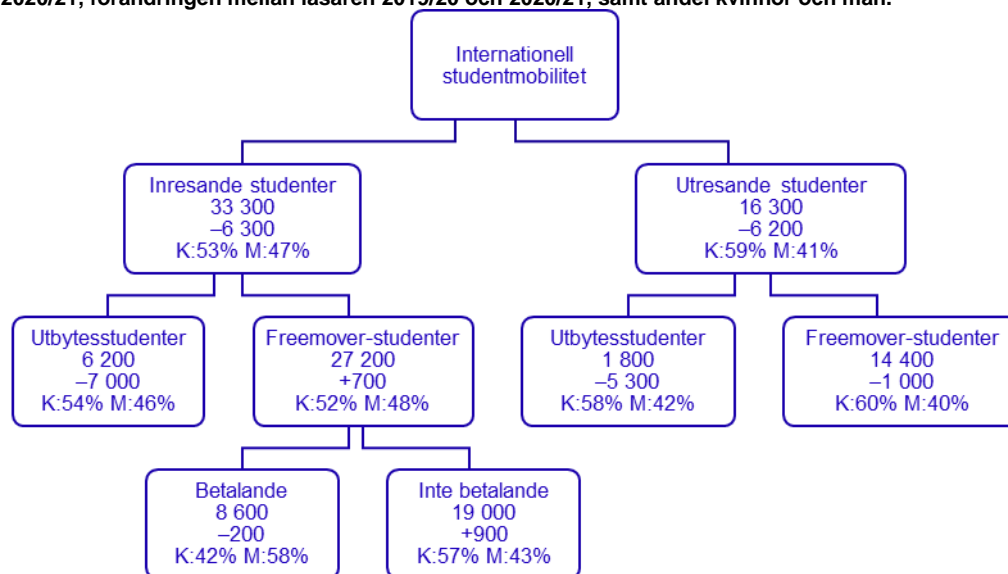 2020/21, förändringen mellan läsåren 2019/20 och 2020/21, samt andel kvinnor och män.
Internationell
studentmobilitet
Inresande studenter
33 300
–6 300
K:53% M:47%
Utresande studenter
16 300
–6 200
K:59% M:41%
Utbytesstudenter
6 200
–7 000
K:54% M:46%
Freemover-studenter
27 200
+700
K:52% M:48%
Utbytesstudenter
1 800
–5 300
K:58% M:42%
Freemover-studenter
14 400
–1 000
K:60% M:40%
Betalande
8 600
–200
K:42% M:58%
Inte betalande
19 000
+900
K:57% M:43%